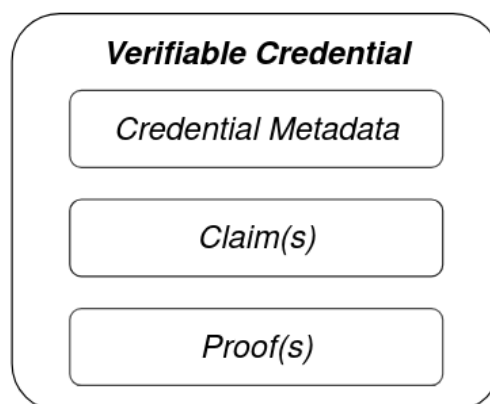 Verifiable Credential
Credential Metadata
Claim(s)
Proof(s)